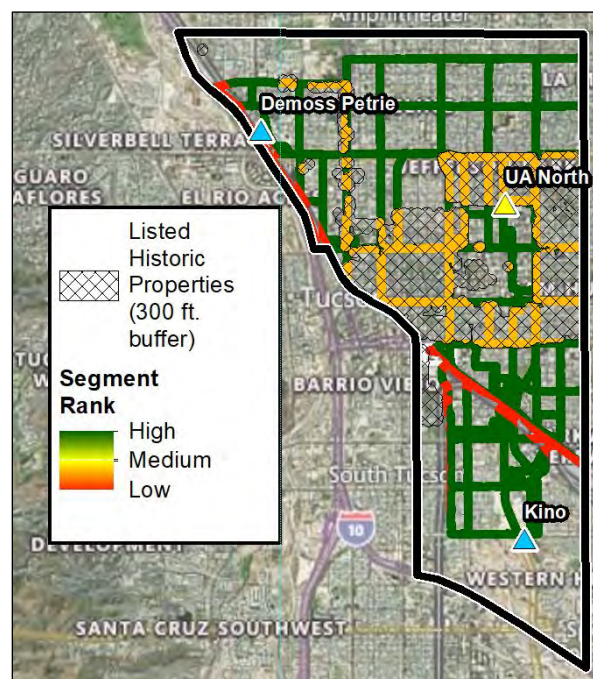 Amphitheater
LA
Demoss Petrie
SILVERBELL TERRA
UA North
GUARO
AFLORES
EL RIO AC
Listed
Historic
Properties
(300 ft.
buffer)
Tucson
Segment
Rank
High
Medium
Low
BARRIO VIE
South Tucson
Kino
10
DEVELOPMENT
WESTERN H
SANTA CRUZ SOUTHWEST
S